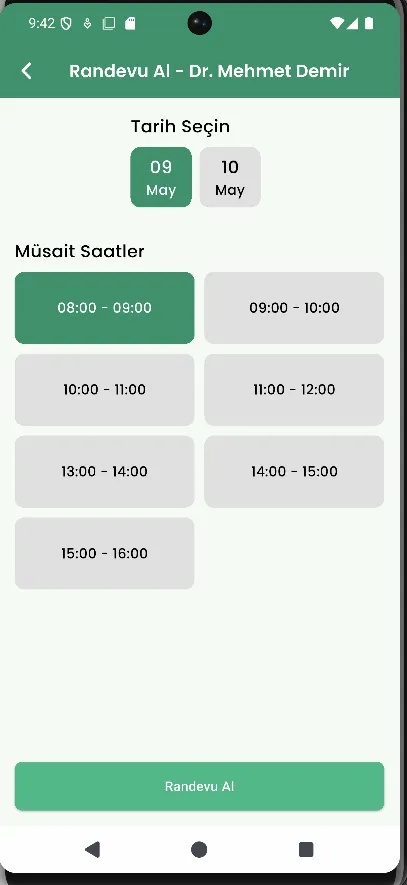 9:42
Randevu Al - Dr. Mehmet Demir
Tarih Seçin
09 10
May May
Müsait Saatler
08:00 - 09:00 09:00 - 10:00
10:00 - 11:00 11:00 - 12:00
13:00 - 14:00 14:00 - 15:00
15:00 - 16:00
Randevu Al